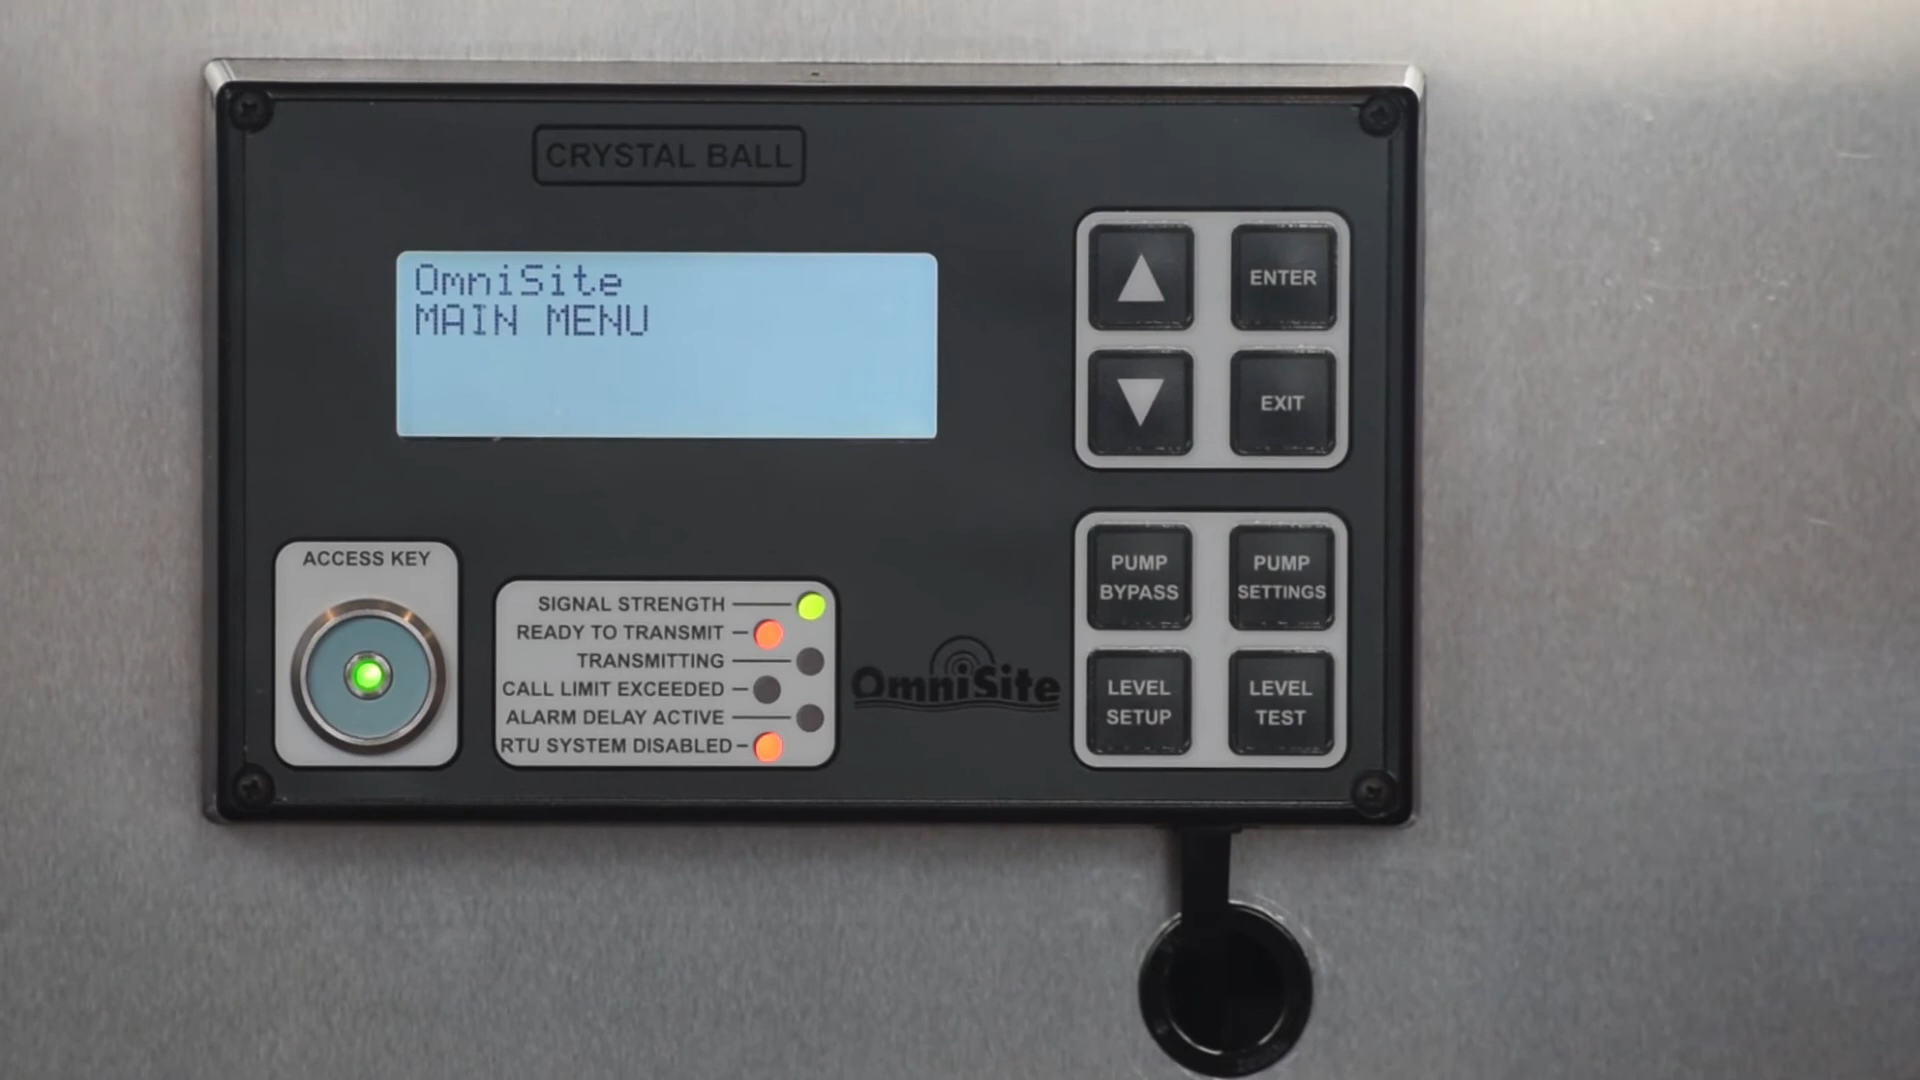 CRYSTAL BALL
OmniSite
MAIN MENU
ENTER
EXIT
ACCESS KEY
SIGNAL STRENGTH
READY TO TRANSMIT
TRANSMITTING
CALL LIMIT EXCEEDED
ALARM DELAY ACTIVE
RTU SYSTEM DISABLED
OmniSite
PUMP
BYPASS
PUMP
SETTINGS
LEVEL
SETUP
LEVEL
TEST